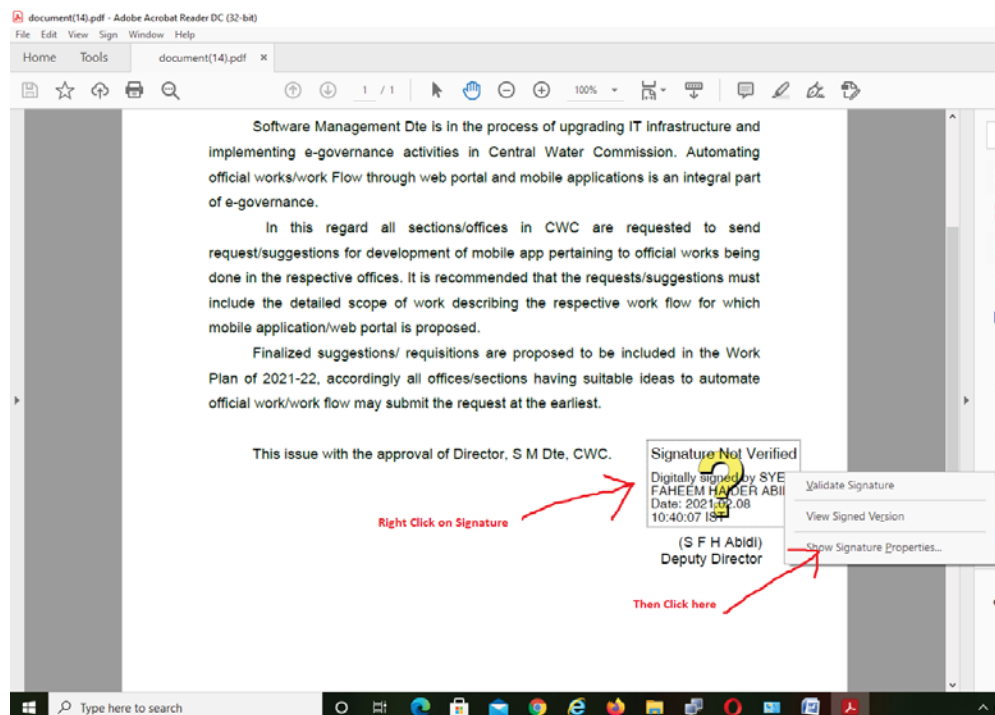 document(14).pdf - Adobe Acrobat Reader DC (32-bit)
File Edit View Sign Window Help
Home Tools document(14).pdf ×
1 / 1 100%
Software Management Dte is in the process of upgrading IT infrastructure and
implementing e-governance activities in Central Water Commission. Automating
official works/work Flow through web portal and mobile applications is an integral part
of e-governance.
In this regard all sections/offices in CWC are requested to send
request/suggestions for development of mobile app pertaining to official works being
done in the respective offices. It is recommended that the requests/suggestions must
include the detailed scope of work describing the respective work flow for which
mobile application/web portal is proposed.
Finalized suggestions/ requisitions are proposed to be included in the Work
Plan of 2021-22, accordingly all offices/sections having suitable ideas to automate
official work/work flow may submit the request at the earliest.
This issue with the approval of Director, S M Dte, CWC.
Signature Not Verified
Digitally signed by SYE
FAHEEM HAIDER ABI
Date: 2021.02.08
10:40:07 IST
Validate Signature
View Signed Version
Show Signature Properties...
Right Click on Signature
(S F H Abidi)
Deputy Director
Then Click here
Type here to search